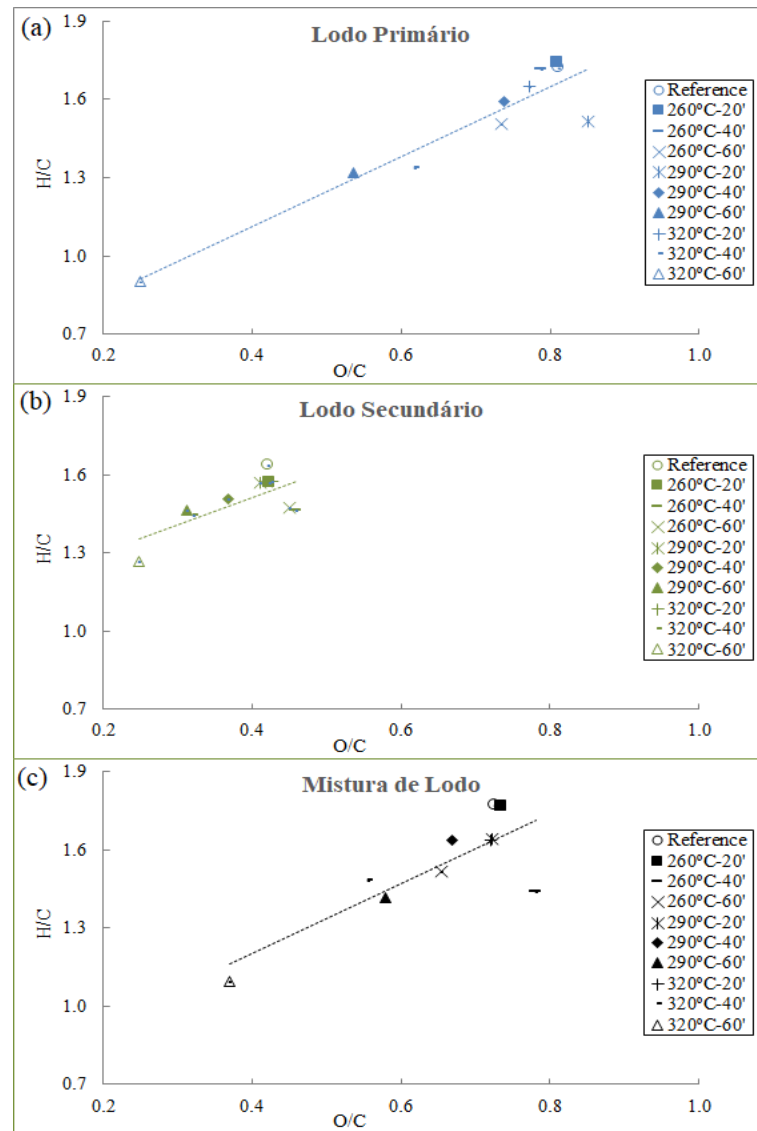 (a)
Lodo Primário
H/C
1.9
1.6
1.3
1.0
0.7
0.2
0.4
0.6
0.8
1.0
O/C
Reference
260ºC-20'
260ºC-40'
260ºC-60'
290ºC-20'
290ºC-40'
290ºC-60'
320ºC-20'
320ºC-40'
320ºC-60'
(b)
Lodo Secundário
H/C
1.9
1.6
1.3
1.0
0.7
0.2
0.4
0.6
0.8
1.0
O/C
Reference
260ºC-20'
260ºC-40'
260ºC-60'
290ºC-20'
290ºC-40'
290ºC-60'
320ºC-20'
320ºC-40'
320ºC-60'
(c)
Mistura de Lodo
H/C
1.9
1.6
1.3
1.0
0.7
0.2
0.4
0.6
0.8
1.0
O/C
Reference
260ºC-20'
260ºC-40'
260ºC-60'
290ºC-20'
290ºC-40'
290ºC-60'
320ºC-20'
320ºC-40'
320ºC-60'